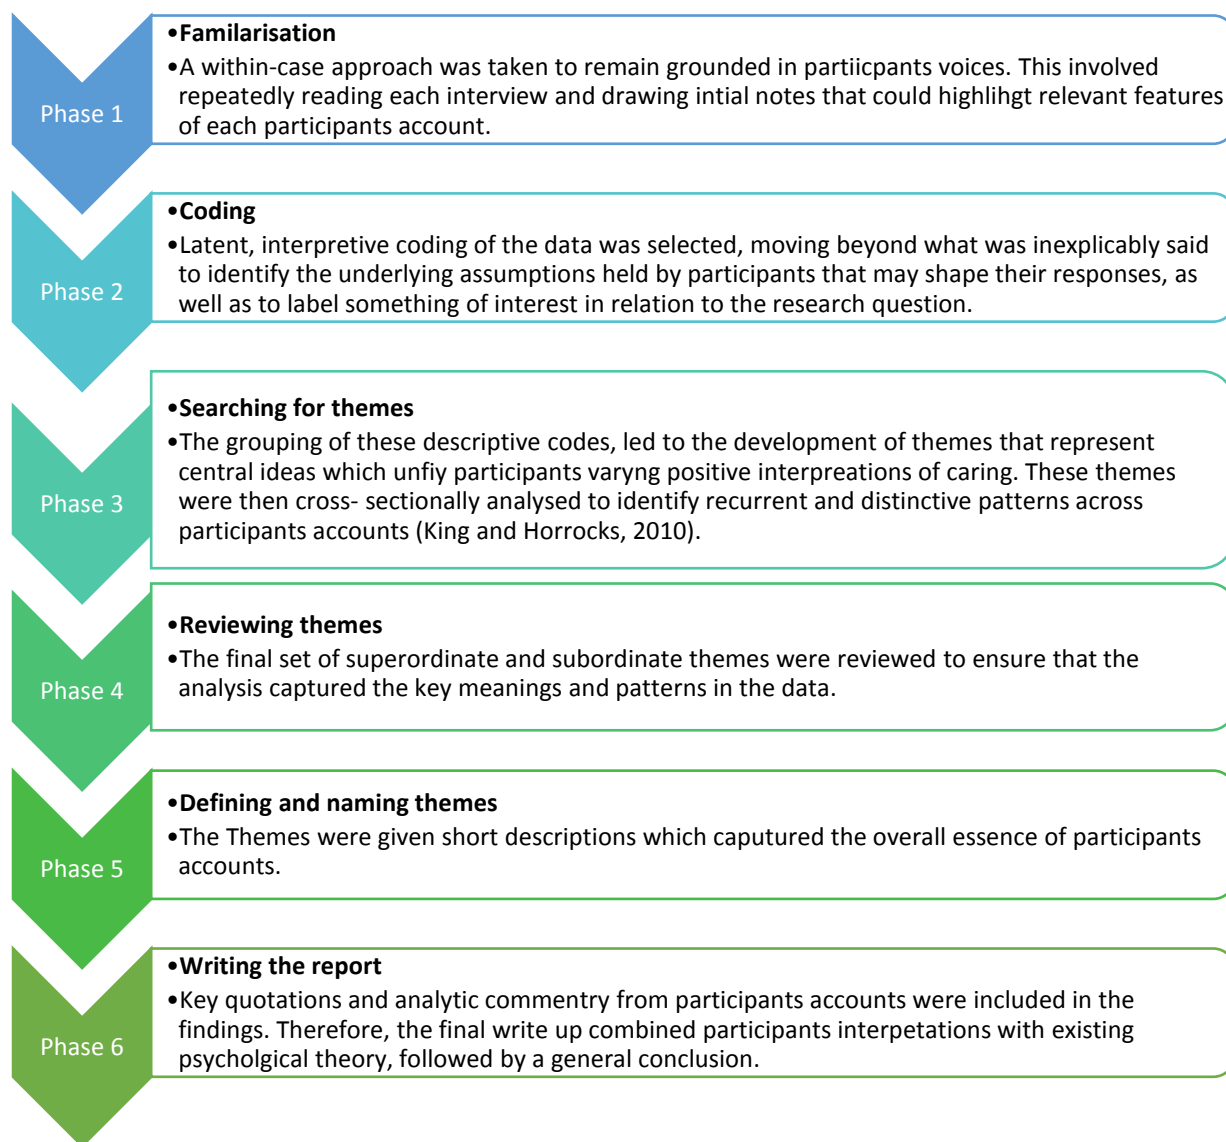 Phase 1
•Familarisation
•A within-case approach was taken to remain grounded in partiicpants voices. This involved
repeatedly reading each interview and drawing intial notes that could highlihgt relevant features
of each participants account.
Phase 2
•Coding
•Latent, interpretive coding of the data was selected, moving beyond what was inexplicably said
to identify the underlying assumptions held by participants that may shape their responses, as
well as to label something of interest in relation to the research question.
Phase 3
•Searching for themes
•The grouping of these descriptive codes, led to the development of themes that represent
central ideas which unfiy participants varyng positive interpreations of caring. These themes
were then cross- sectionally analysed to identify recurrent and distinctive patterns across
participants accounts (King and Horrocks, 2010).
Phase 4
•Reviewing themes
•The final set of superordinate and subordinate themes were reviewed to ensure that the
analysis captured the key meanings and patterns in the data.
Phase 5
•Defining and naming themes
•The Themes were given short descriptions which caputured the overall essence of participants
accounts.
Phase 6
•Writing the report
•Key quotations and analytic commentry from participants accounts were included in the
findings. Therefore, the final write up combined participants interpetations with existing
psycholgical theory, followed by a general conclusion.